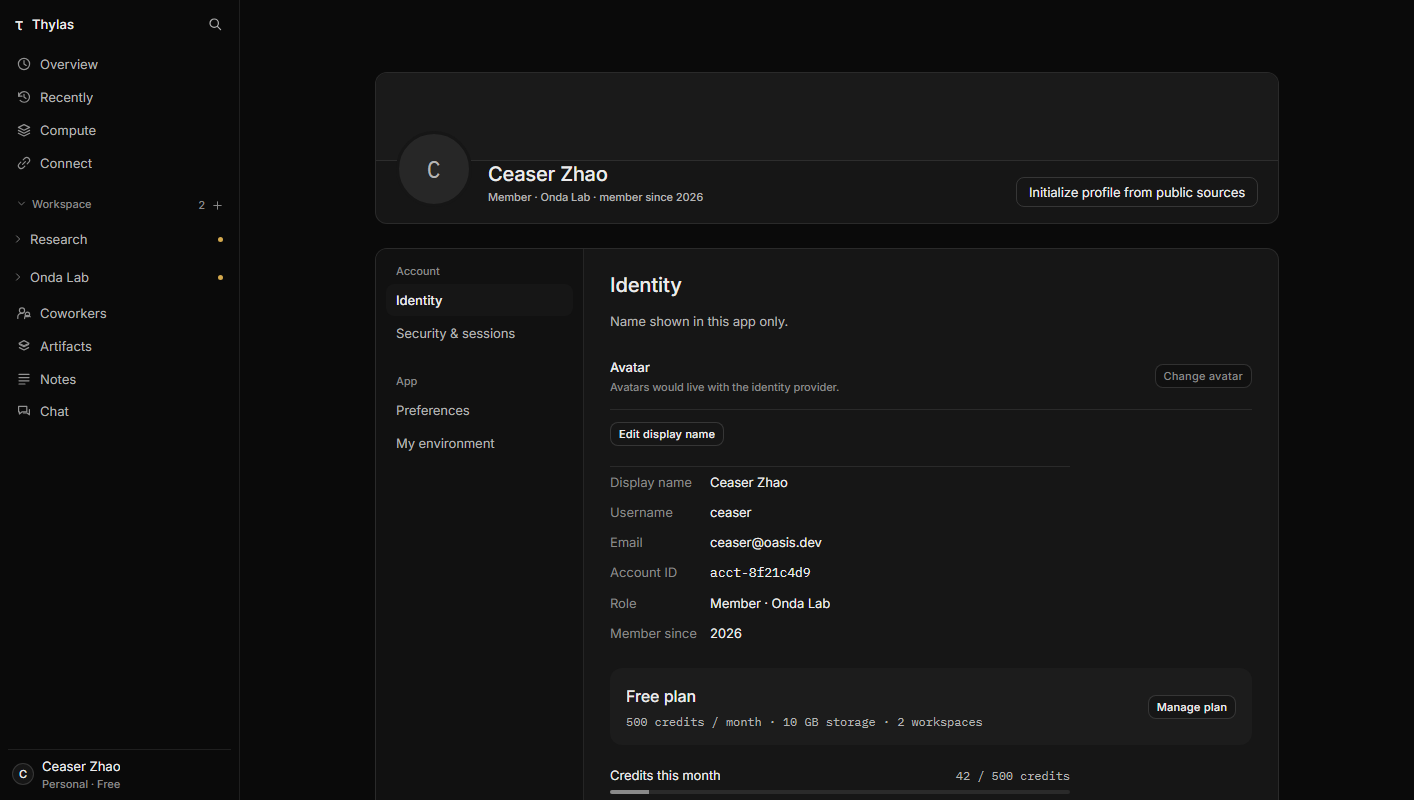 τ Thylas
Overview
Recently
Compute
Connect
Workspace 2 +
Research
Onda Lab
Coworkers
Artifacts
Notes
Chat
C
Ceaser Zhao
Personal · Free
C
Ceaser Zhao
Member · Onda Lab · member since 2026
Initialize profile from public sources
Account
Identity
Security & sessions
App
Preferences
My environment
Identity
Name shown in this app only.
Avatar
Avatars would live with the identity provider.
Change avatar
Edit display name
Display name Ceaser Zhao
Username ceaser
Email ceaser@oasis.dev
Account ID acct-8f21c4d9
Role Member · Onda Lab
Member since 2026
Free plan
500 credits / month · 10 GB storage · 2 workspaces
Manage plan
Credits this month 42 / 500 credits